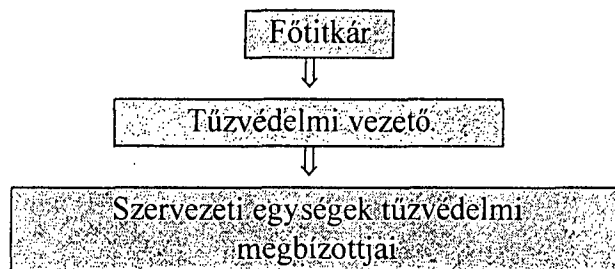 Főtitkár
Tűzvédelmi vezető
Szervezeti egységek tűzvédelmi
megbízottjai